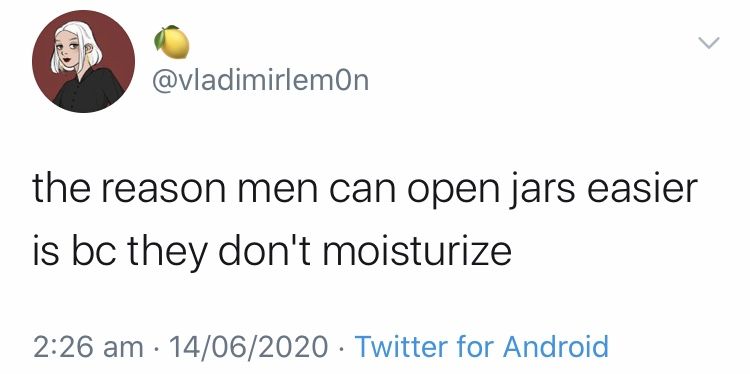 🍋
@vladimirlem0n
the reason men can open jars easier
is bc they don't moisturize
2:26 am · 14/06/2020 · Twitter for Android